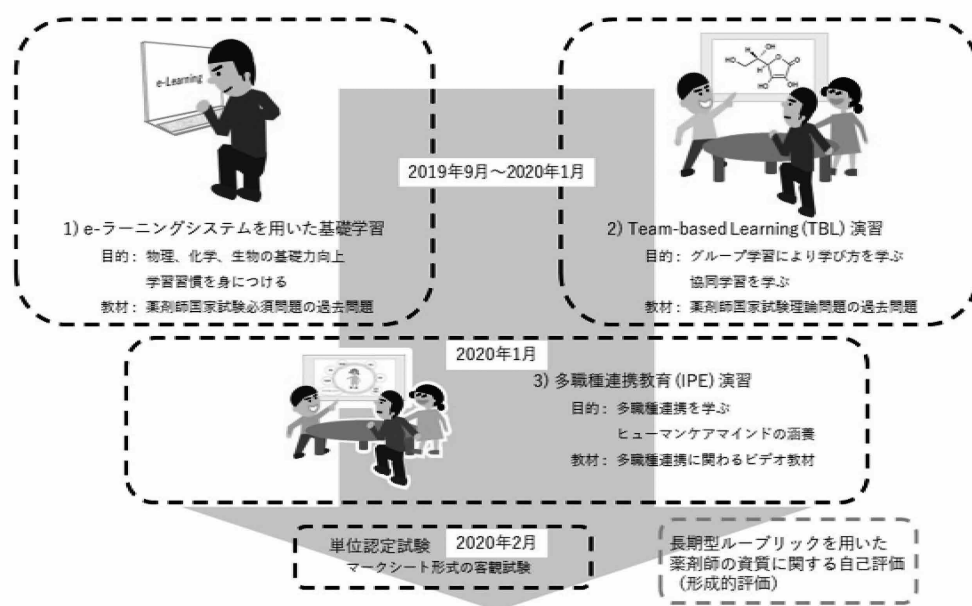 e-Learning
HO
OH
H
O
O
HO
OH
2019年9月～2020年1月
1) e-ラーニングシステムを用いた基礎学習
目的： 物理、化学、生物の基礎力向上
学習習慣を身につける
教材： 薬剤師国家試験必須問題の過去問題
2) Team-based Learning (TBL) 演習
目的： グループ学習により学び方を学ぶ
協同学習を学ぶ
教材： 薬剤師国家試験理論問題の過去問題
2020年1月
3) 多職種連携教育 (IPE) 演習
目的： 多職種連携を学ぶ
ヒューマンケアマインドの涵養
教材： 多職種連携に関わるビデオ教材
単位認定試験 2020年2月
マークシート形式の客観試験
長期型ルーブリックを用いた
薬剤師の資質に関する自己評価
（形成的評価）